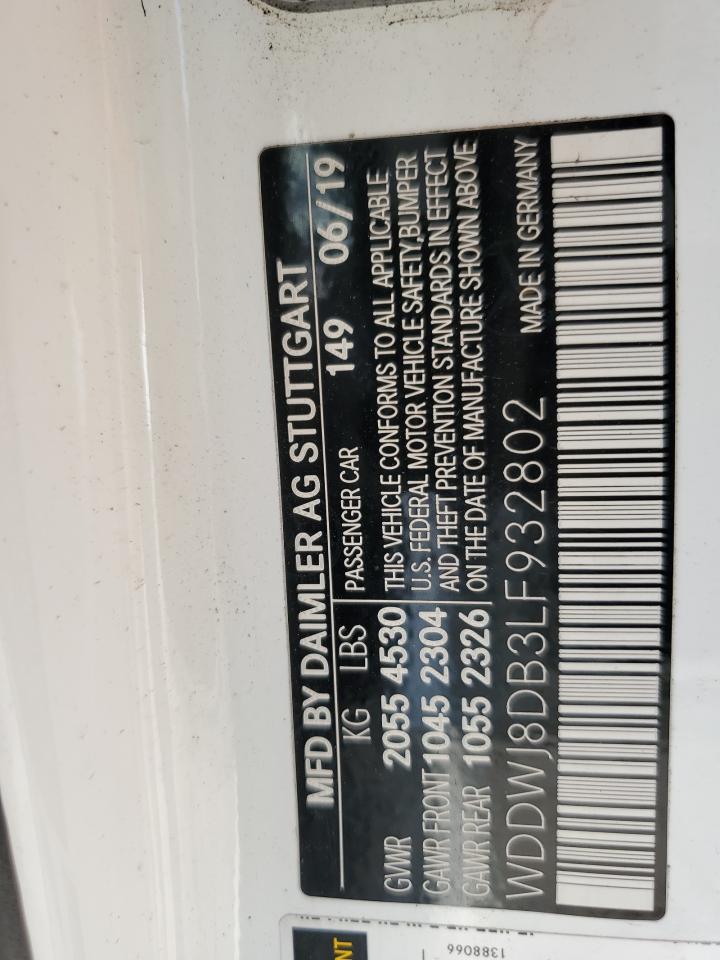 MFD BY DAIMLER AG STUTTGART
KG LBS PASSENGER CAR 149 06/19
GVWR 2055 4530 THIS VEHICLE CONFORMS TO ALL APPLICABLE
GAWR FRONT 1045 2304 U.S. FEDERAL MOTOR VEHICLE SAFETY,BUMPER
GAWR REAR 1055 2326 AND THEFT PREVENTION STANDARDS IN EFFECT
ON THE DATE OF MANUFACTURE SHOWN ABOVE
WDDWJ8DB3LF932802 MADE IN GERMANY
1388066